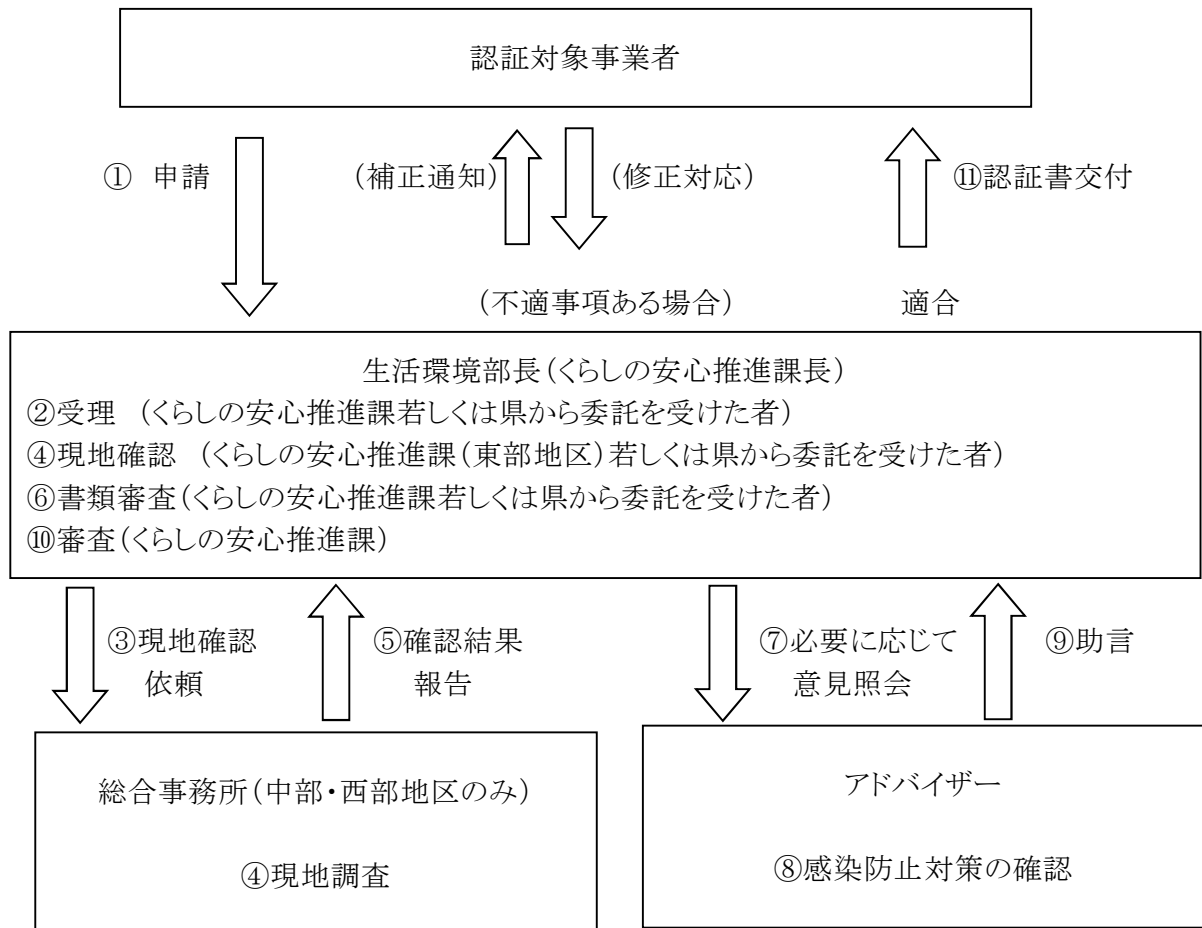 認証対象事業者
① 申請
(補正通知)
(修正対応)
⑪認証書交付
(不適事項ある場合)
適合
生活環境部長(くらしの安心推進課長)
②受理 (くらしの安心推進課若しくは県から委託を受けた者)
④現地確認 (くらしの安心推進課(東部地区)若しくは県から委託を受けた者)
⑥書類審査(くらしの安心推進課若しくは県から委託を受けた者)
⑩審査(くらしの安心推進課)
③現地確認
依頼
⑤確認結果
報告
⑦必要に応じて
意見照会
⑨助言
総合事務所(中部・西部地区のみ)
④現地調査
アドバイザー
⑧感染防止対策の確認